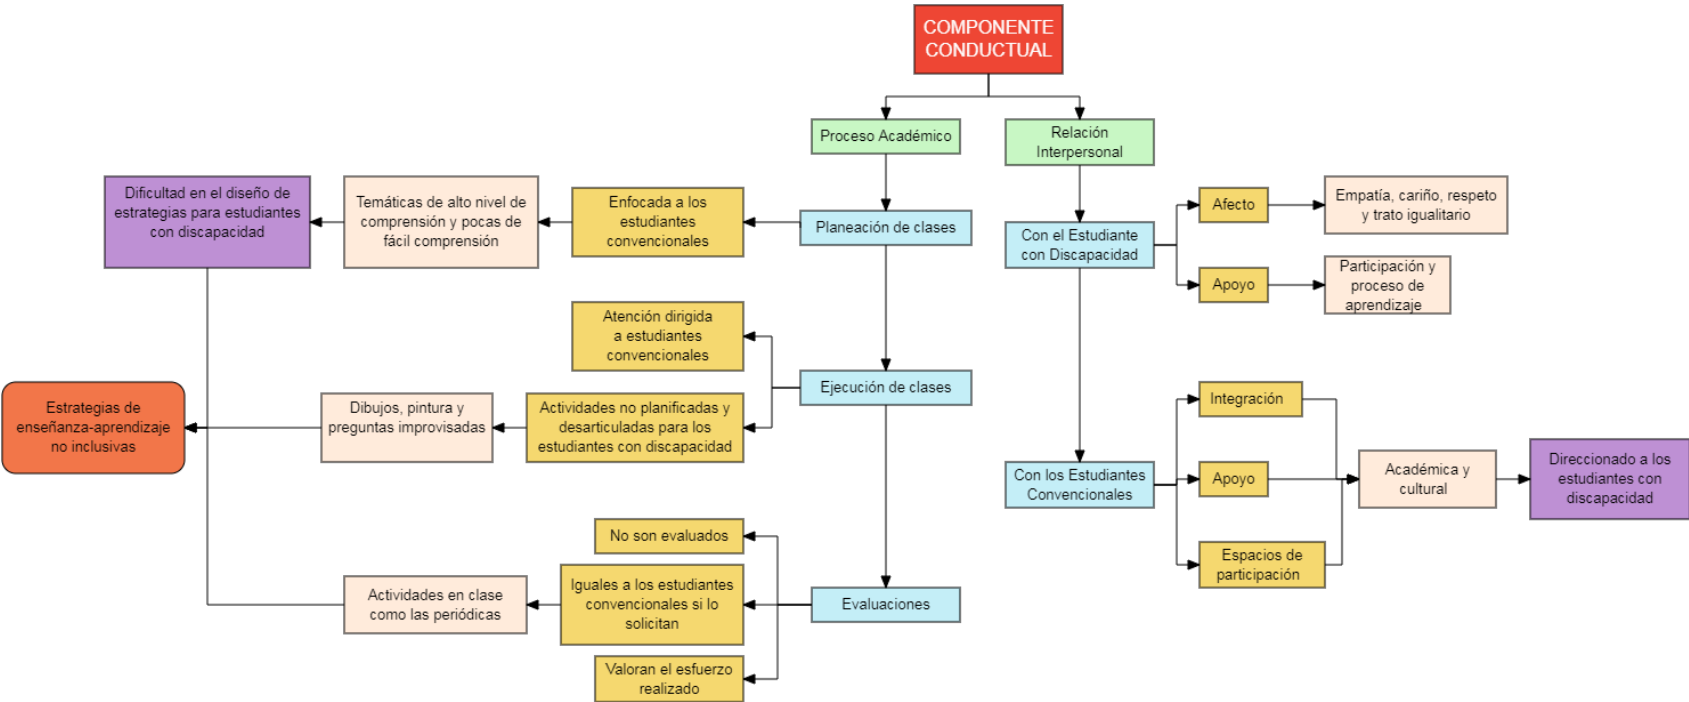 COMPONENTE
CONDUCTUAL
Proceso Académico
Relación
Interpersonal
Dificultad en el diseño de
estrategias para estudiantes
con discapacidad
Temáticas de alto nivel de
comprensión y pocas de
fácil comprensión
Enfocada a los
estudiantes
convencionales
Planeación de clases
Con el Estudiante
con Discapacidad
Afecto
Empatía, cariño, respeto
y trato igualitario
Apoyo
Participación y
proceso de
aprendizaje
Atención dirigida
a estudiantes
convencionales
Ejecución de clases
Estrategias de
enseñanza-aprendizaje
no inclusivas
Dibujos, pintura y
preguntas improvisadas
Actividades no planificadas y
desarticuladas para los
estudiantes con discapacidad
Integración
Con los Estudiantes
Convencionales
Apoyo
Académica y
cultural
Direccionado a los
estudiantes con
discapacidad
Espacios de
participación
No son evaluados
Actividades en clase
como las periódicas
Iguales a los estudiantes
convencionales si lo
solicitan
Evaluaciones
Valoran el esfuerzo
realizado